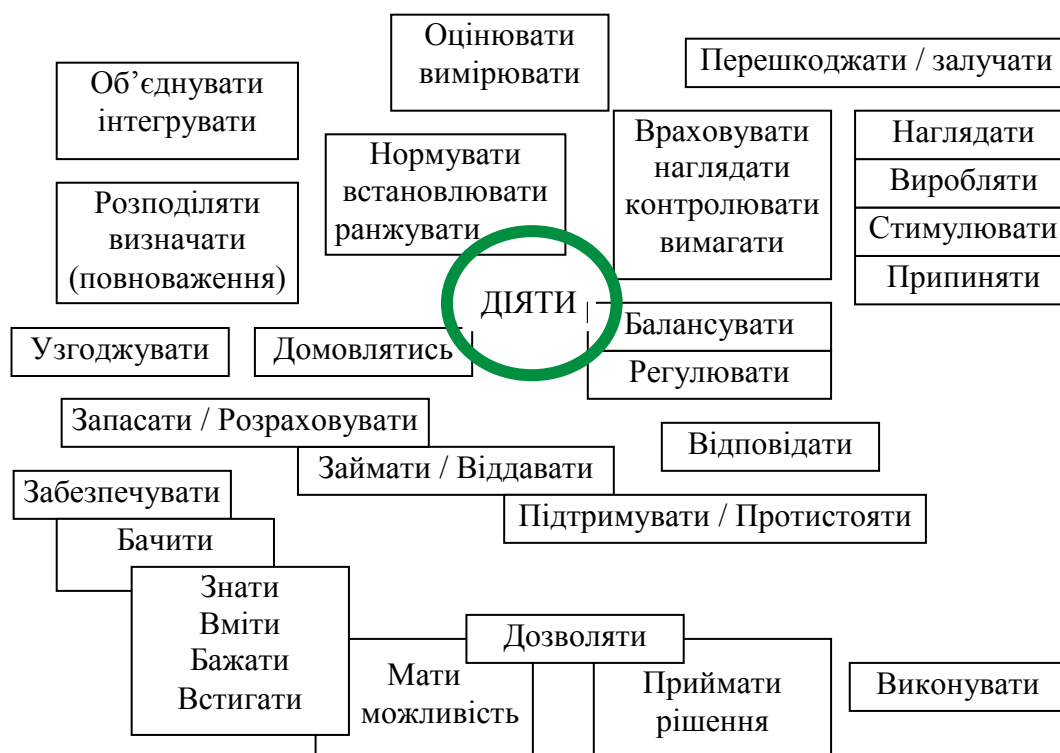 Оцінювати
вимірювати
Перешкоджати / залучати
Об’єднувати
інтегрувати
Нормувати
встановлювати
ранжувати
Враховувати
наглядати
контролювати
вимагати
Наглядати
Виробляти
Стимулювати
Припиняти
Розподіляти
визначати
(повноваження)
ДІЯТИ
Балансувати
Регулювати
Узгоджувати
Домовлятись
Запасати / Розраховувати
Займати / Віддавати
Відповідати
Забезпечувати
Підтримувати / Протистояти
Бачити
Знати
Вміти
Бажати
Встигати
Дозволяти
Мати
можливість
Приймати
рішення
Виконувати